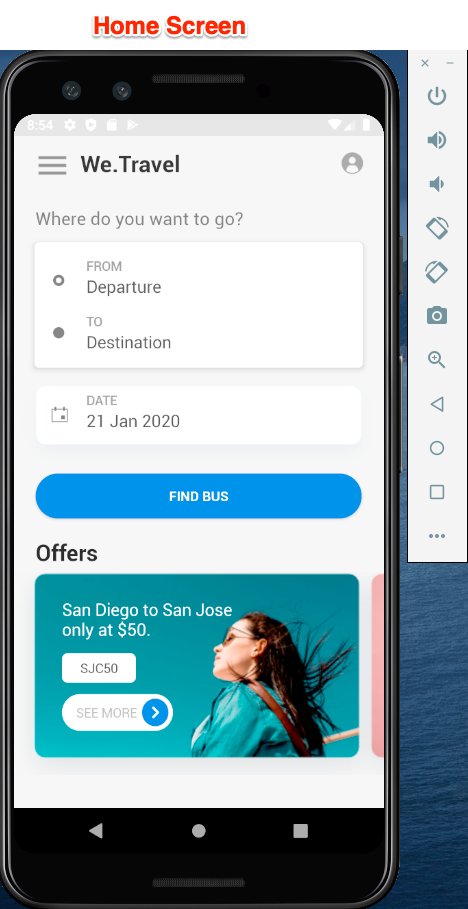 Home Screen
8:54
We.Travel
Where do you want to go?
FROM
Departure
TO
Destination
DATE
21 Jan 2020
FIND BUS
Offers
San Diego to San Jose
only at $50.
SJC50
SEE MORE